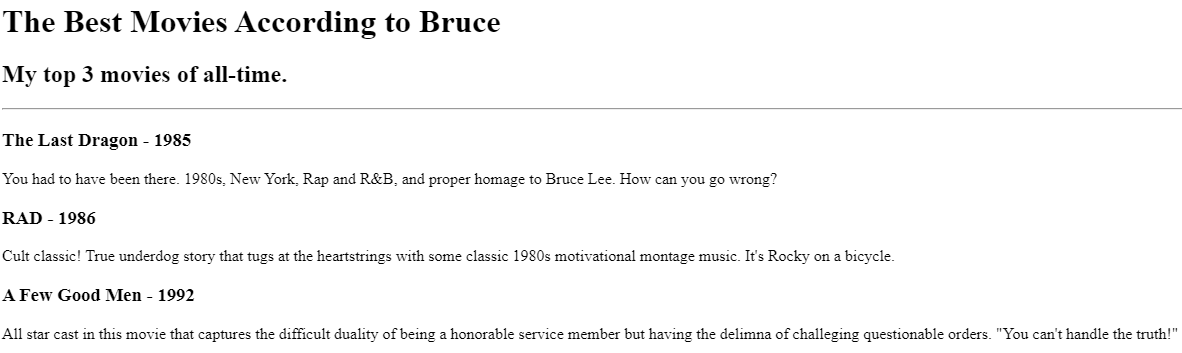 The Best Movies According to Bruce
My top 3 movies of all-time.
The Last Dragon - 1985
You had to have been there. 1980s, New York, Rap and R&B, and proper homage to Bruce Lee. How can you go wrong?
RAD - 1986
Cult classic! True underdog story that tugs at the heartstrings with some classic 1980s motivational montage music. It's Rocky on a bicycle.
A Few Good Men - 1992
All star cast in this movie that captures the difficult duality of being a honorable service member but having the delimna of challeging questionable orders. "You can't handle the truth!"